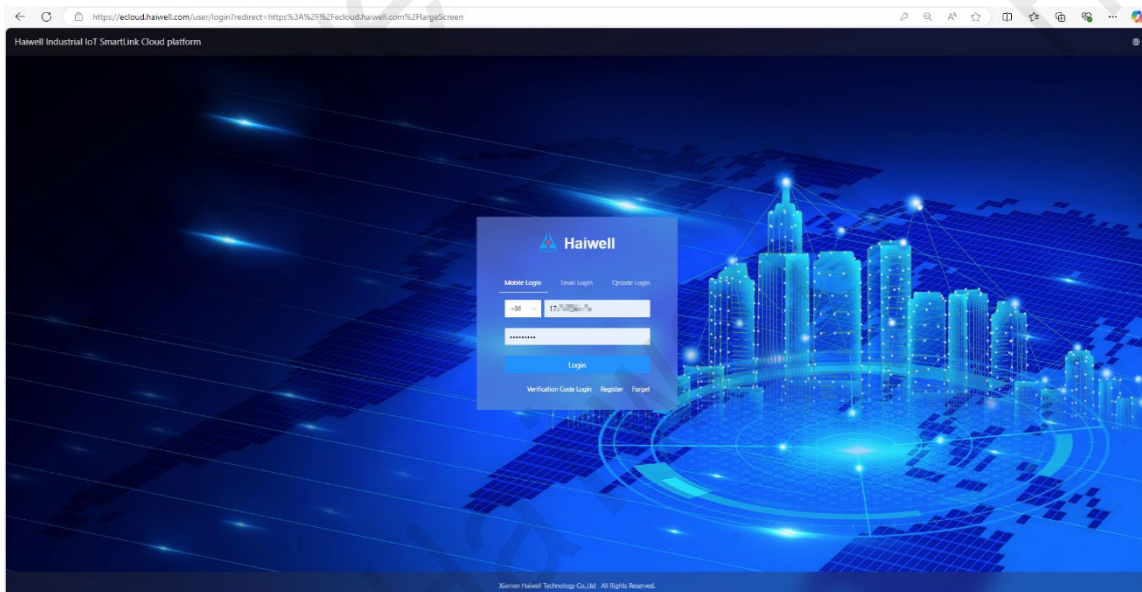 https://ecloud.haiwell.com/user/login?redirect=https%3A%2F%2Fecloud.haiwell.com%2FlargeScreen
Haiwell Industrial IoT SmartLink Cloud platform
Haiwell
Mobile Login Email Login Qrcode Login
+86 17
•••••••••
Login
Verification Code Login Register Forget
Xiamen Haiwell Technology Co.,Ltd All Rights Reserved.